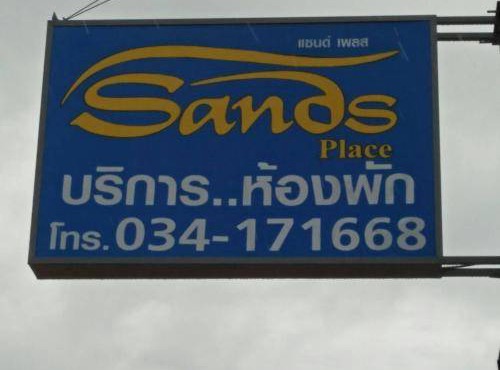 แซนด์ เพลส
Sands
Place
บริการ..ห้องพัก
โทร. 034-171668